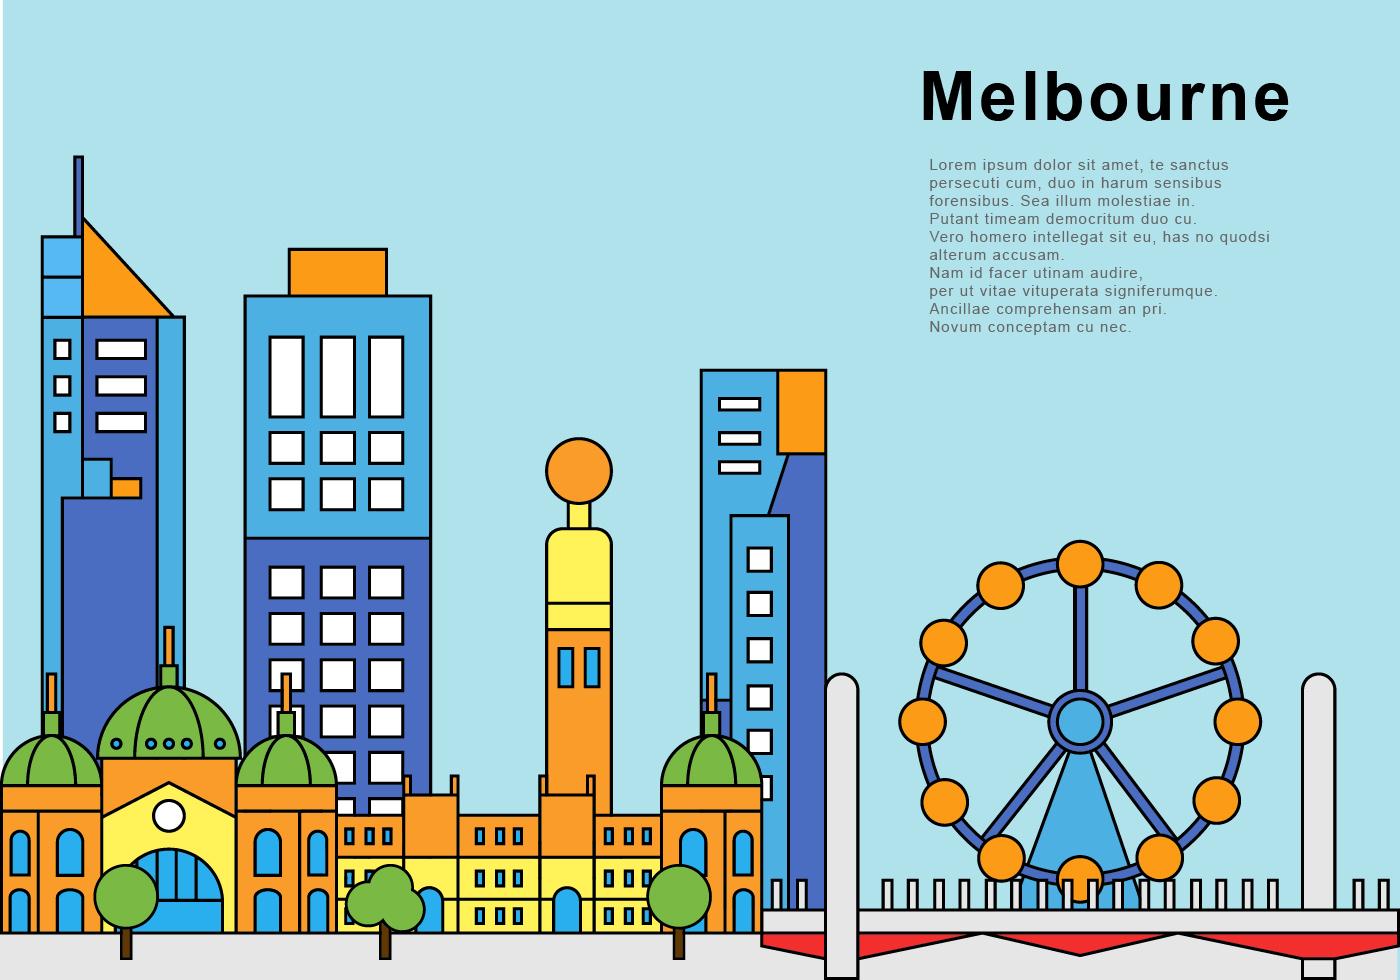 Melbourne
Lorem ipsum dolor sit amet, te sanctus
persecuti cum, duo in harum sensibus
forensibus. Sea illum molestiae in.
Putant timeam democritum duo cu.
Vero homero intellegat sit eu, has no quodsi
alterum accusam.
Nam id facer utinam audire,
per ut vitae vituperata signiferumque.
Ancillae comprehensam an pri.
Novum conceptam cu nec.